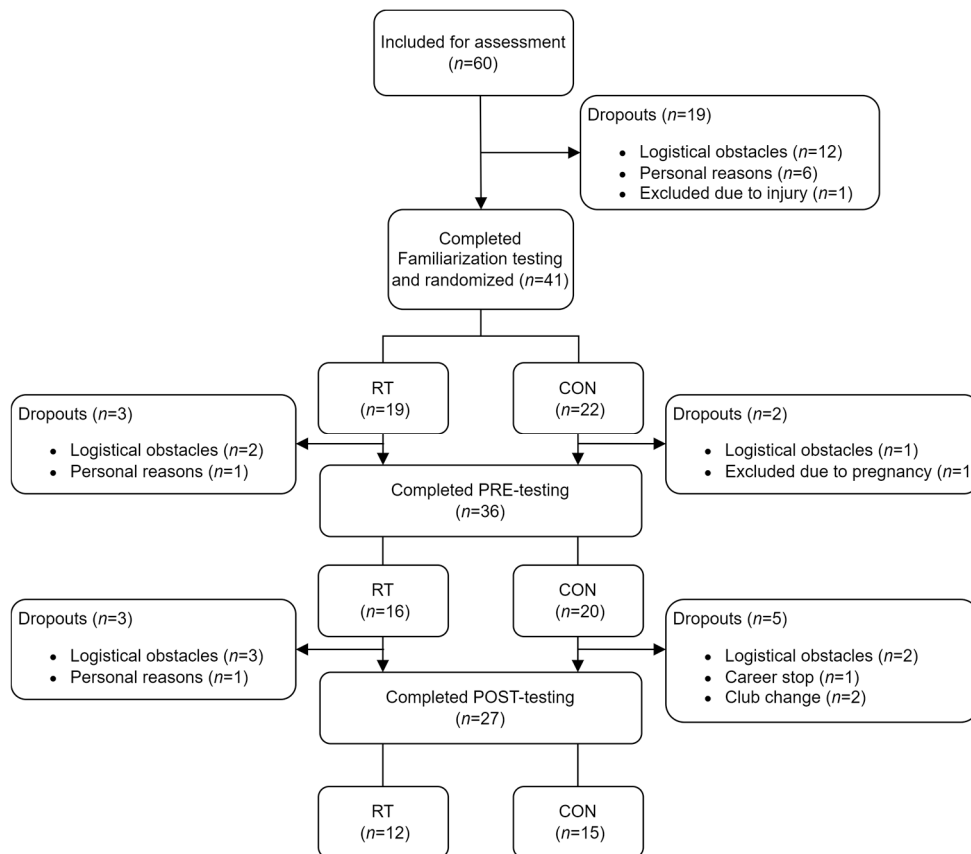 Included for assessment
(n=60)
Dropouts (n=19)
• Logistical obstacles (n=12)
• Personal reasons (n=6)
• Excluded due to injury (n=1)
Completed
Familiarization testing
and randomized (n=41)
RT
(n=19)
CON
(n=22)
Dropouts (n=3)
• Logistical obstacles (n=2)
• Personal reasons (n=1)
Dropouts (n=2)
• Logistical obstacles (n=1)
• Excluded due to pregnancy (n=1
Completed PRE-testing
(n=36)
RT
(n=16)
CON
(n=20)
Dropouts (n=3)
• Logistical obstacles (n=3)
• Personal reasons (n=1)
Dropouts (n=5)
• Logistical obstacles (n=2)
• Career stop (n=1)
• Club change (n=2)
Completed POST-testing
(n=27)
RT
(n=12)
CON
(n=15)